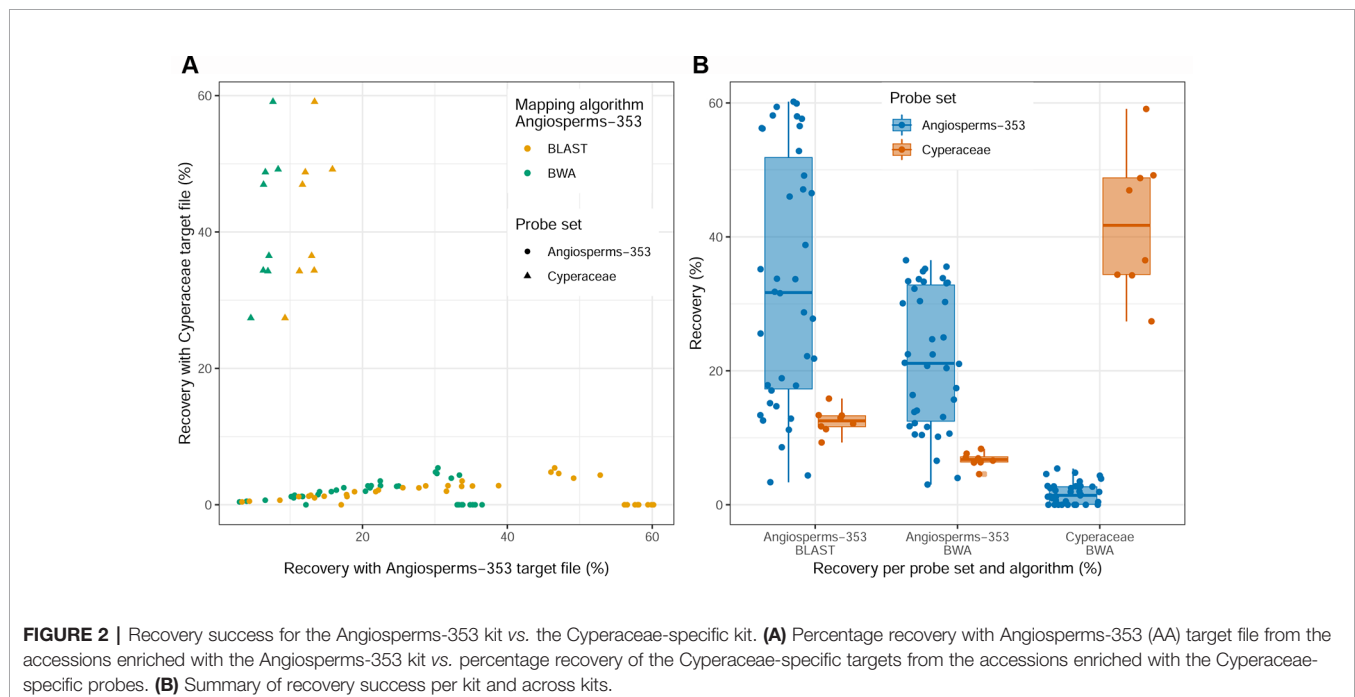 A
60
40
20
0
Recovery with Cyperaceae target file (%)
20
40
60
Recovery with Angiosperms−353 target file (%)
Mapping algorithm
Angiosperms−353
BLAST
BWA
Probe set
Angiosperms−353
Cyperaceae
B
60
40
20
0
Recovery (%)
Probe set
Angiosperms−353
Cyperaceae
Angiosperms−353
BLAST
Angiosperms−353
BWA
Cyperaceae
BWA
Recovery per probe set and algorithm (%)
FIGURE 2 | Recovery success for the Angiosperms-353 kit vs. the Cyperaceae-specific kit. (A) Percentage recovery with Angiosperms-353 (AA) target file from the
accessions enriched with the Angiosperms-353 kit vs. percentage recovery of the Cyperaceae-specific targets from the accessions enriched with the Cyperaceae-
specific probes. (B) Summary of recovery success per kit and across kits.